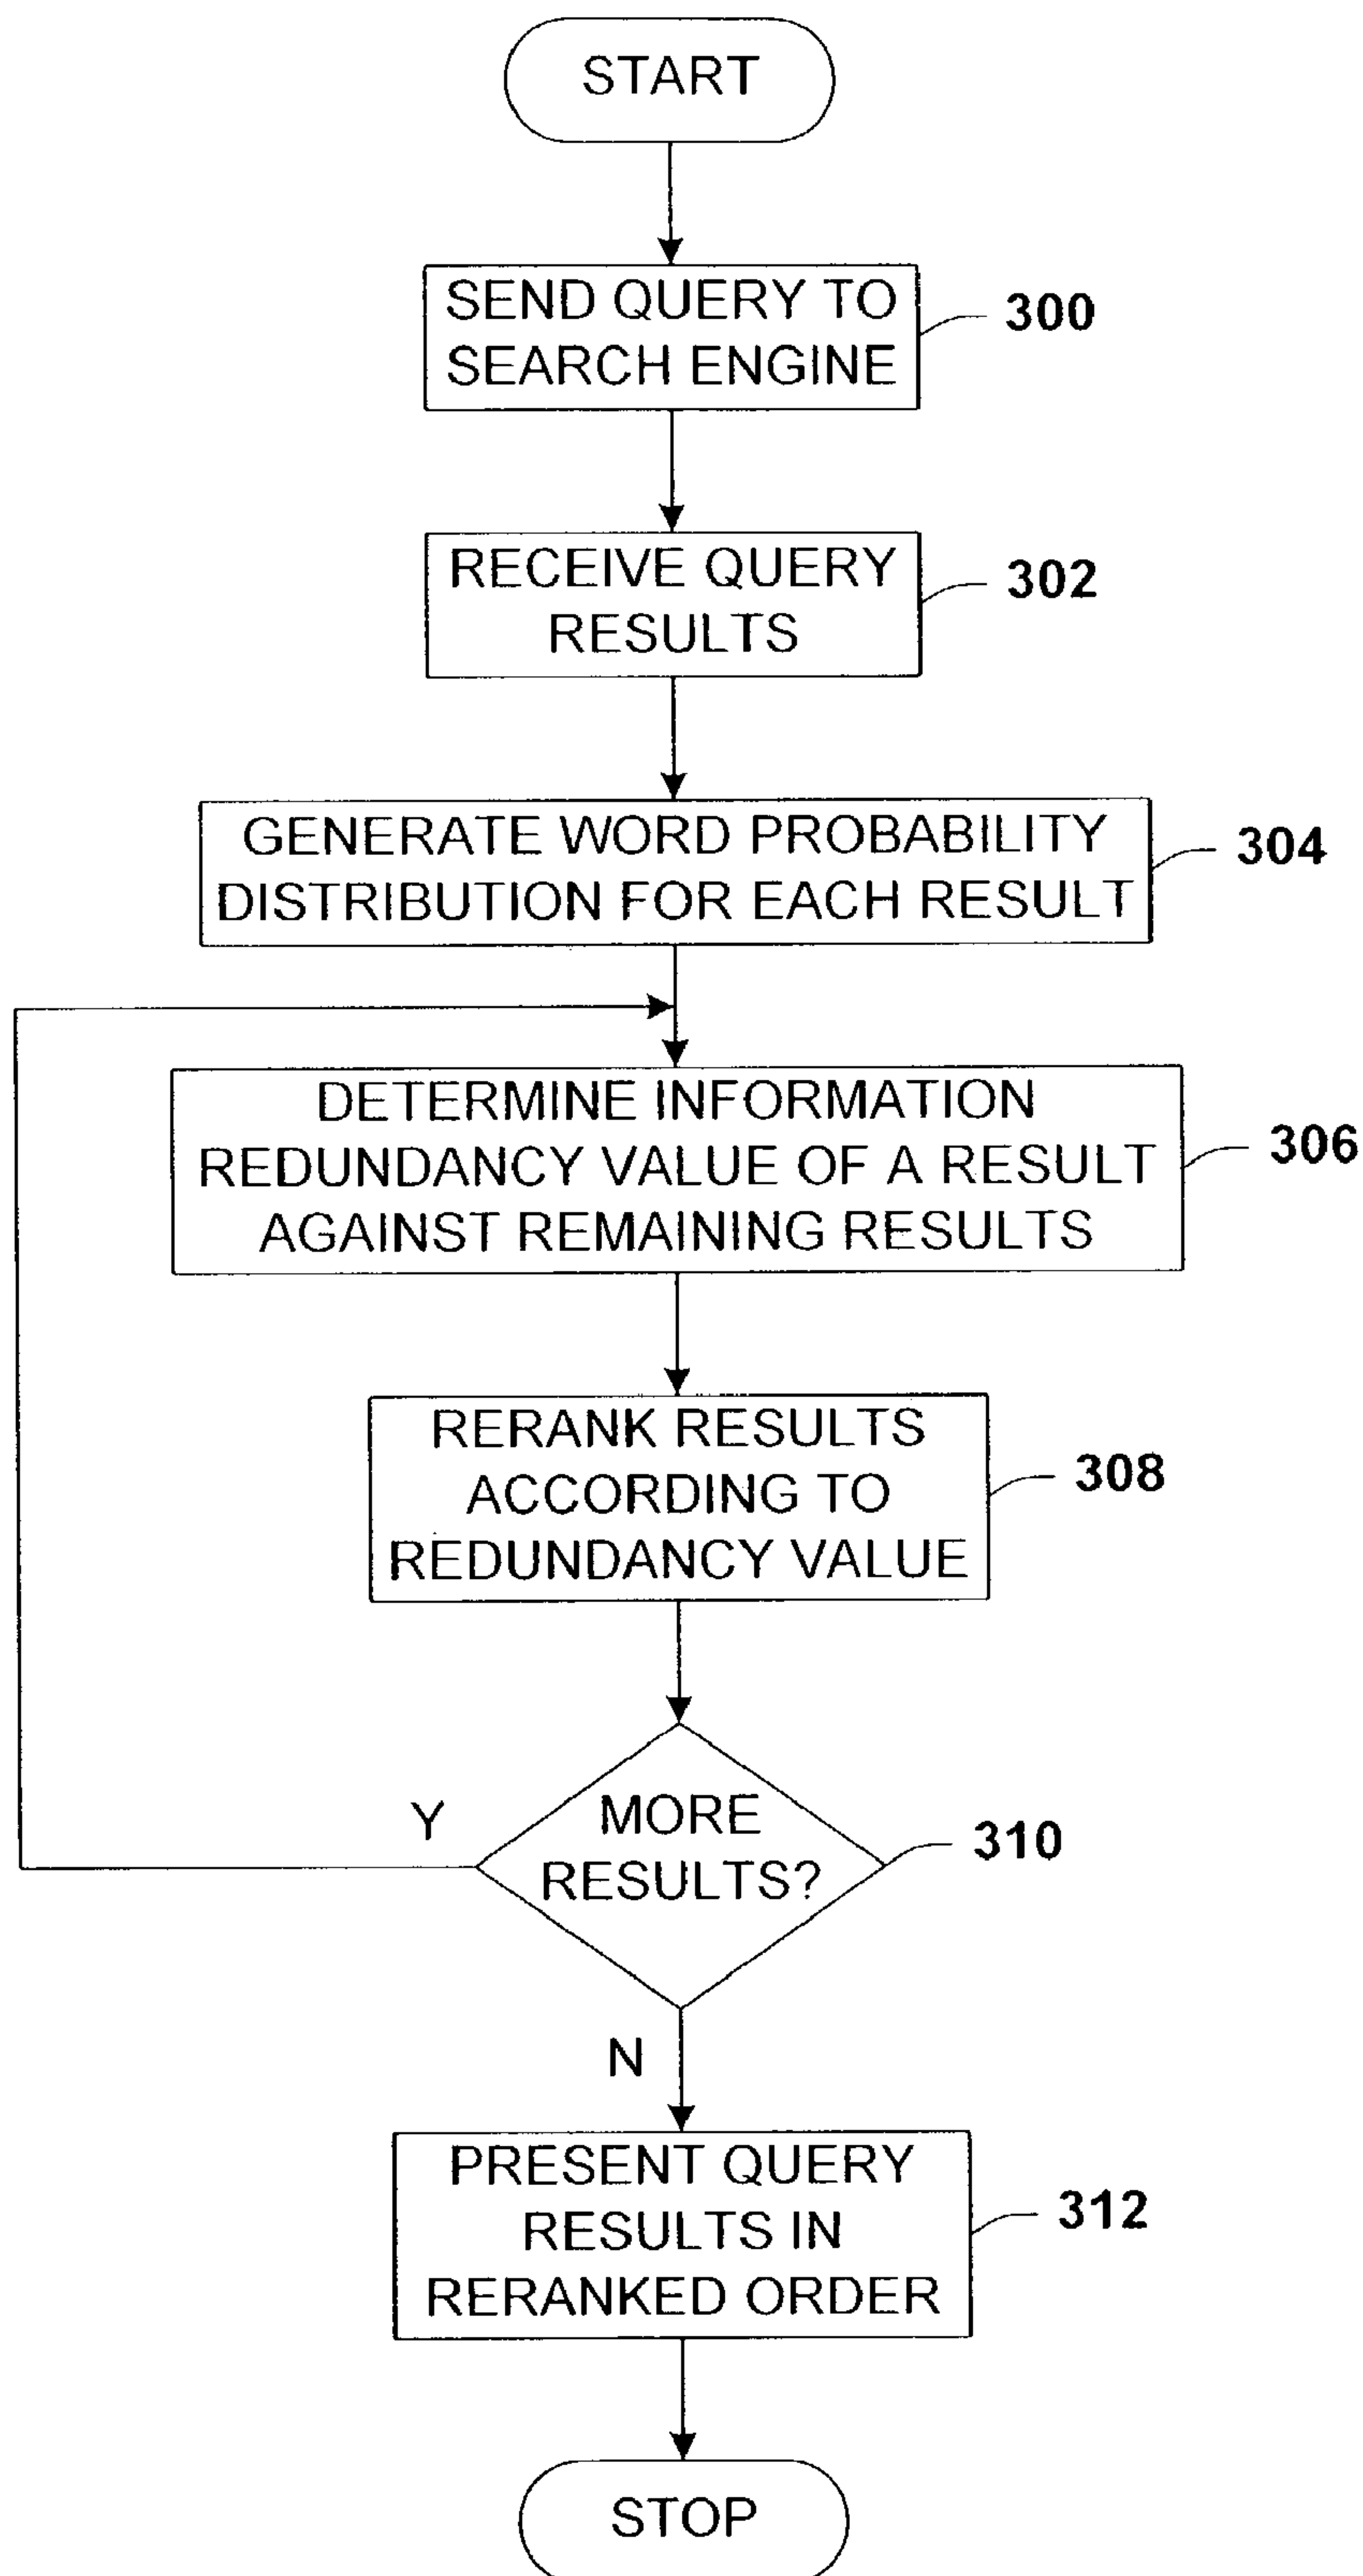 START
SEND QUERY TO
SEARCH ENGINE
300
RECEIVE QUERY
RESULTS
302
GENERATE WORD PROBABILITY
DISTRIBUTION FOR EACH RESULT
304
DETERMINE INFORMATION
REDUNDANCY VALUE OF A RESULT
AGAINST REMAINING RESULTS
306
RERANK RESULTS
ACCORDING TO
REDUNDANCY VALUE
308
MORE
RESULTS?
310
Y
N
PRESENT QUERY
RESULTS IN
RERANKED ORDER
312
STOP